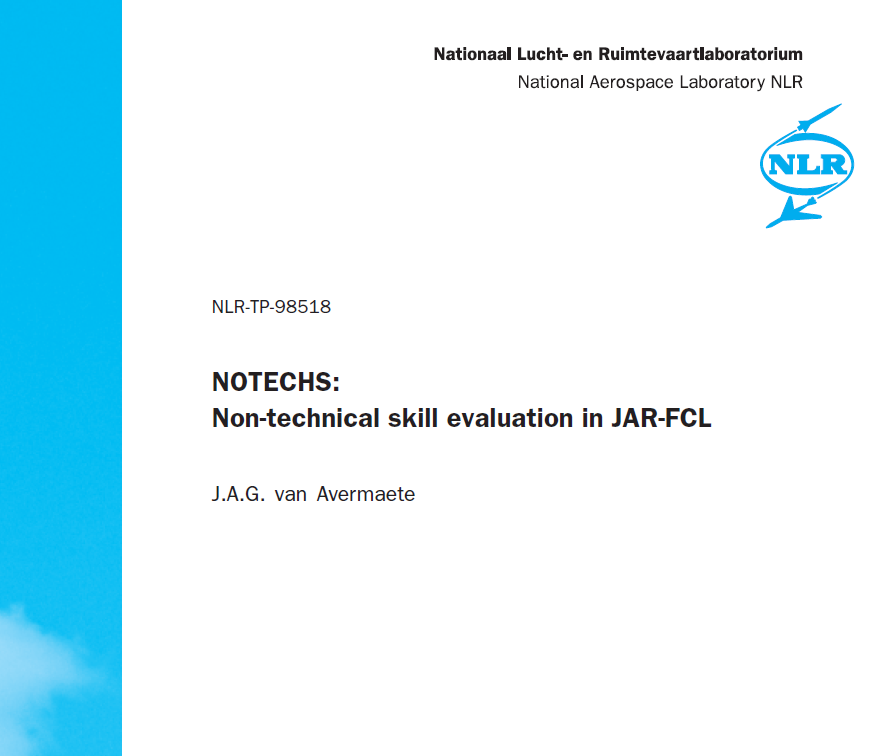 Nationaal Lucht- en Ruimtevaartlaboratorium
National Aerospace Laboratory NLR
NLR
NLR-TP-98518
NOTECHS:
Non-technical skill evaluation in JAR-FCL
J.A.G. van Avermaete